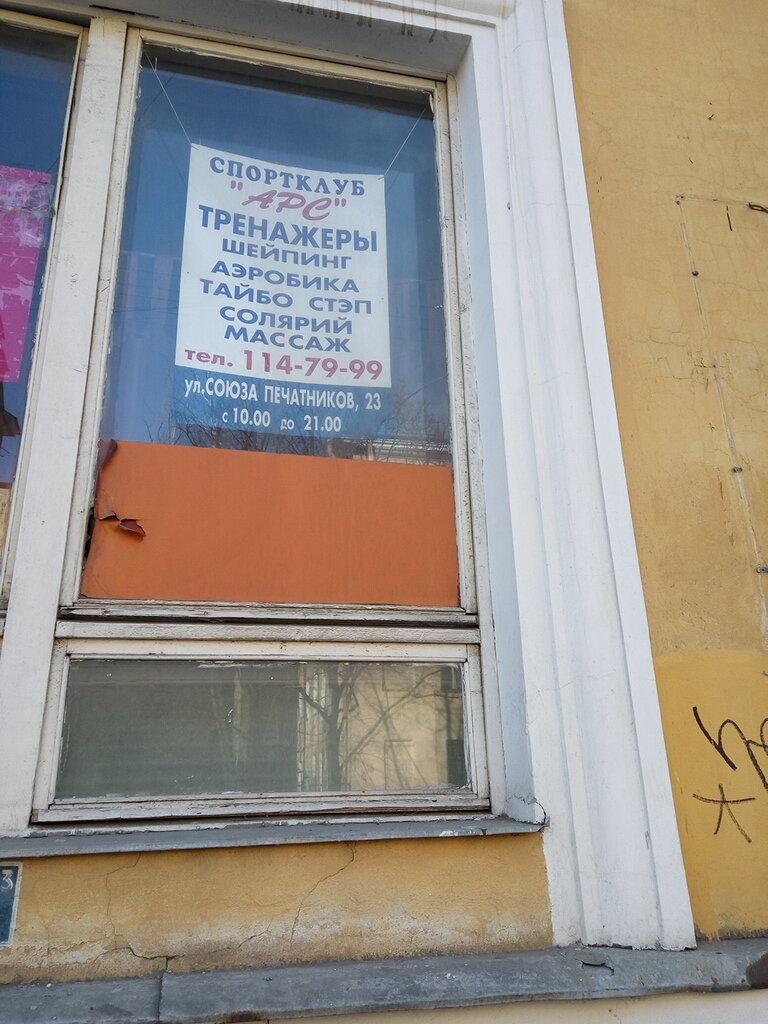 СПОРТКЛУБ
"АРС"
ТРЕНАЖЕРЫ
ШЕЙПИНГ
АЭРОБИКА
ТАЙБО СТЭП
СОЛЯРИЙ
МАССАЖ
тел. 114-79-99
ул.СОЮЗА ПЕЧАТНИКОВ, 23
с 10.00 до 21.00
3